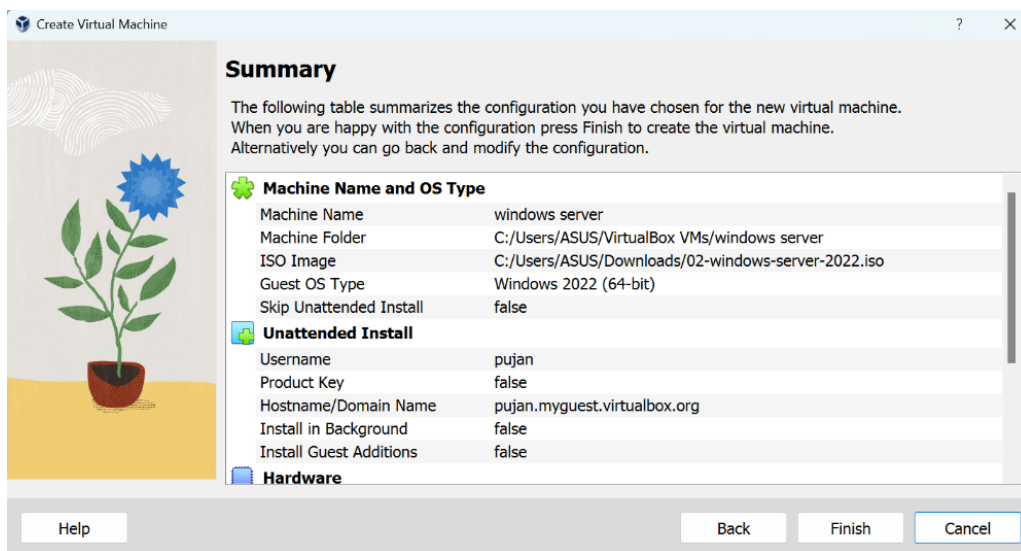 Create Virtual Machine ?
Summary
The following table summarizes the configuration you have chosen for the new virtual machine.
When you are happy with the configuration press Finish to create the virtual machine.
Alternatively you can go back and modify the configuration.
Machine Name and OS Type
Machine Name windows server
Machine Folder C:/Users/ASUS/VirtualBox VMs/windows server
ISO Image C:/Users/ASUS/Downloads/02-windows-server-2022.iso
Guest OS Type Windows 2022 (64-bit)
Skip Unattended Install false
Unattended Install
Username pujan
Product Key false
Hostname/Domain Name pujan.myguest.virtualbox.org
Install in Background false
Install Guest Additions false
Hardware
Help Back Finish Cancel